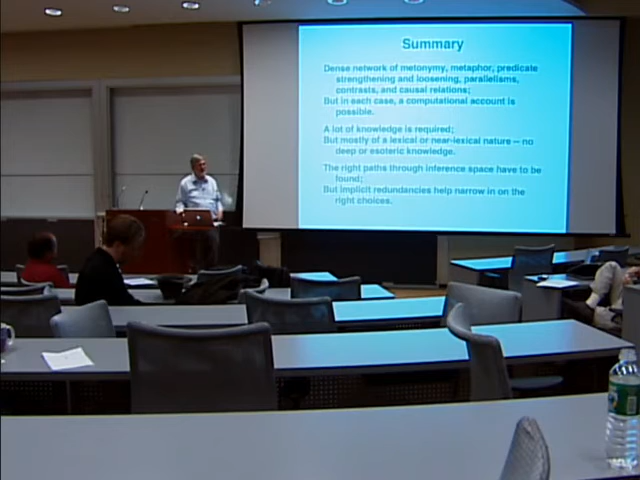 Summary
Dense network of metonymy, metaphor, predicate
strengthening and loosening, parallelisms,
contrasts, and causal relations;
But in each case, a computational account is
possible.
A lot of knowledge is required;
But mostly of a lexical or near-lexical nature -- no
deep or esoteric knowledge.
The right paths through inference space have to be
found;
But implicit redundancies help narrow in on the
right choices.